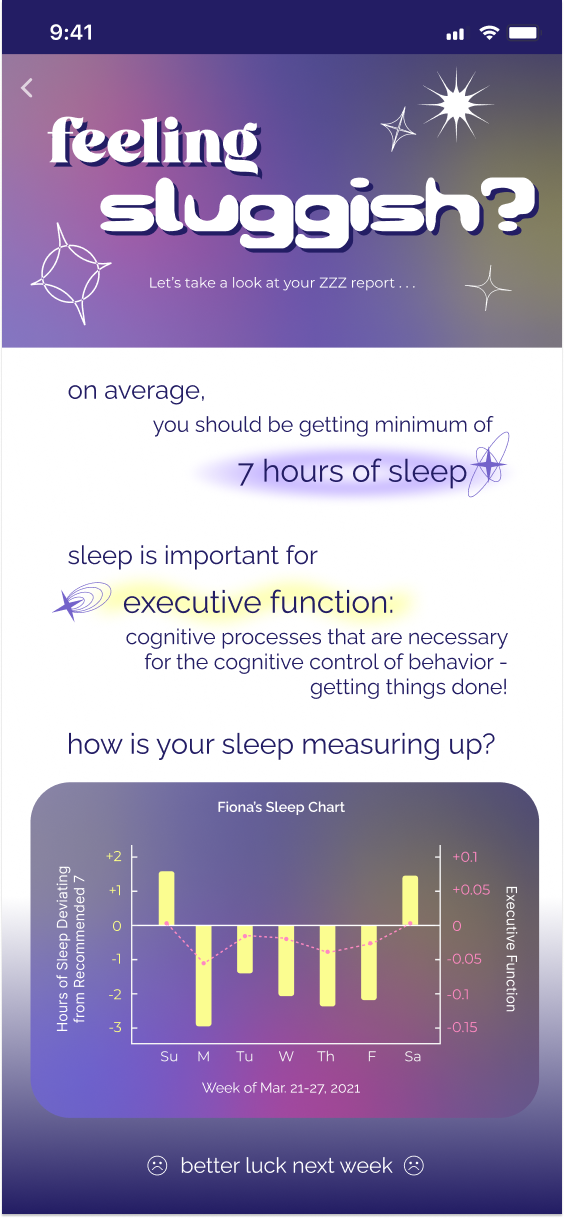 9:41
feeling
sluggish?
Let's take a look at your ZZZ report . . .
on average,
you should be getting minimum of
7 hours of sleep
sleep is important for
executive function:
cognitive processes that are necessary
for the cognitive control of behavior -
getting things done!
how is your sleep measuring up?
Fiona's Sleep Chart
Hours of Sleep Deviating
from Recommended 7
+2
+1
0
-1
-2
-3
+0.1
+0.05
0
-0.05
-0.1
-0.15
Executive Function
Su M Tu W Th F Sa
Week of Mar. 21-27, 2021
☹ better luck next week ☹